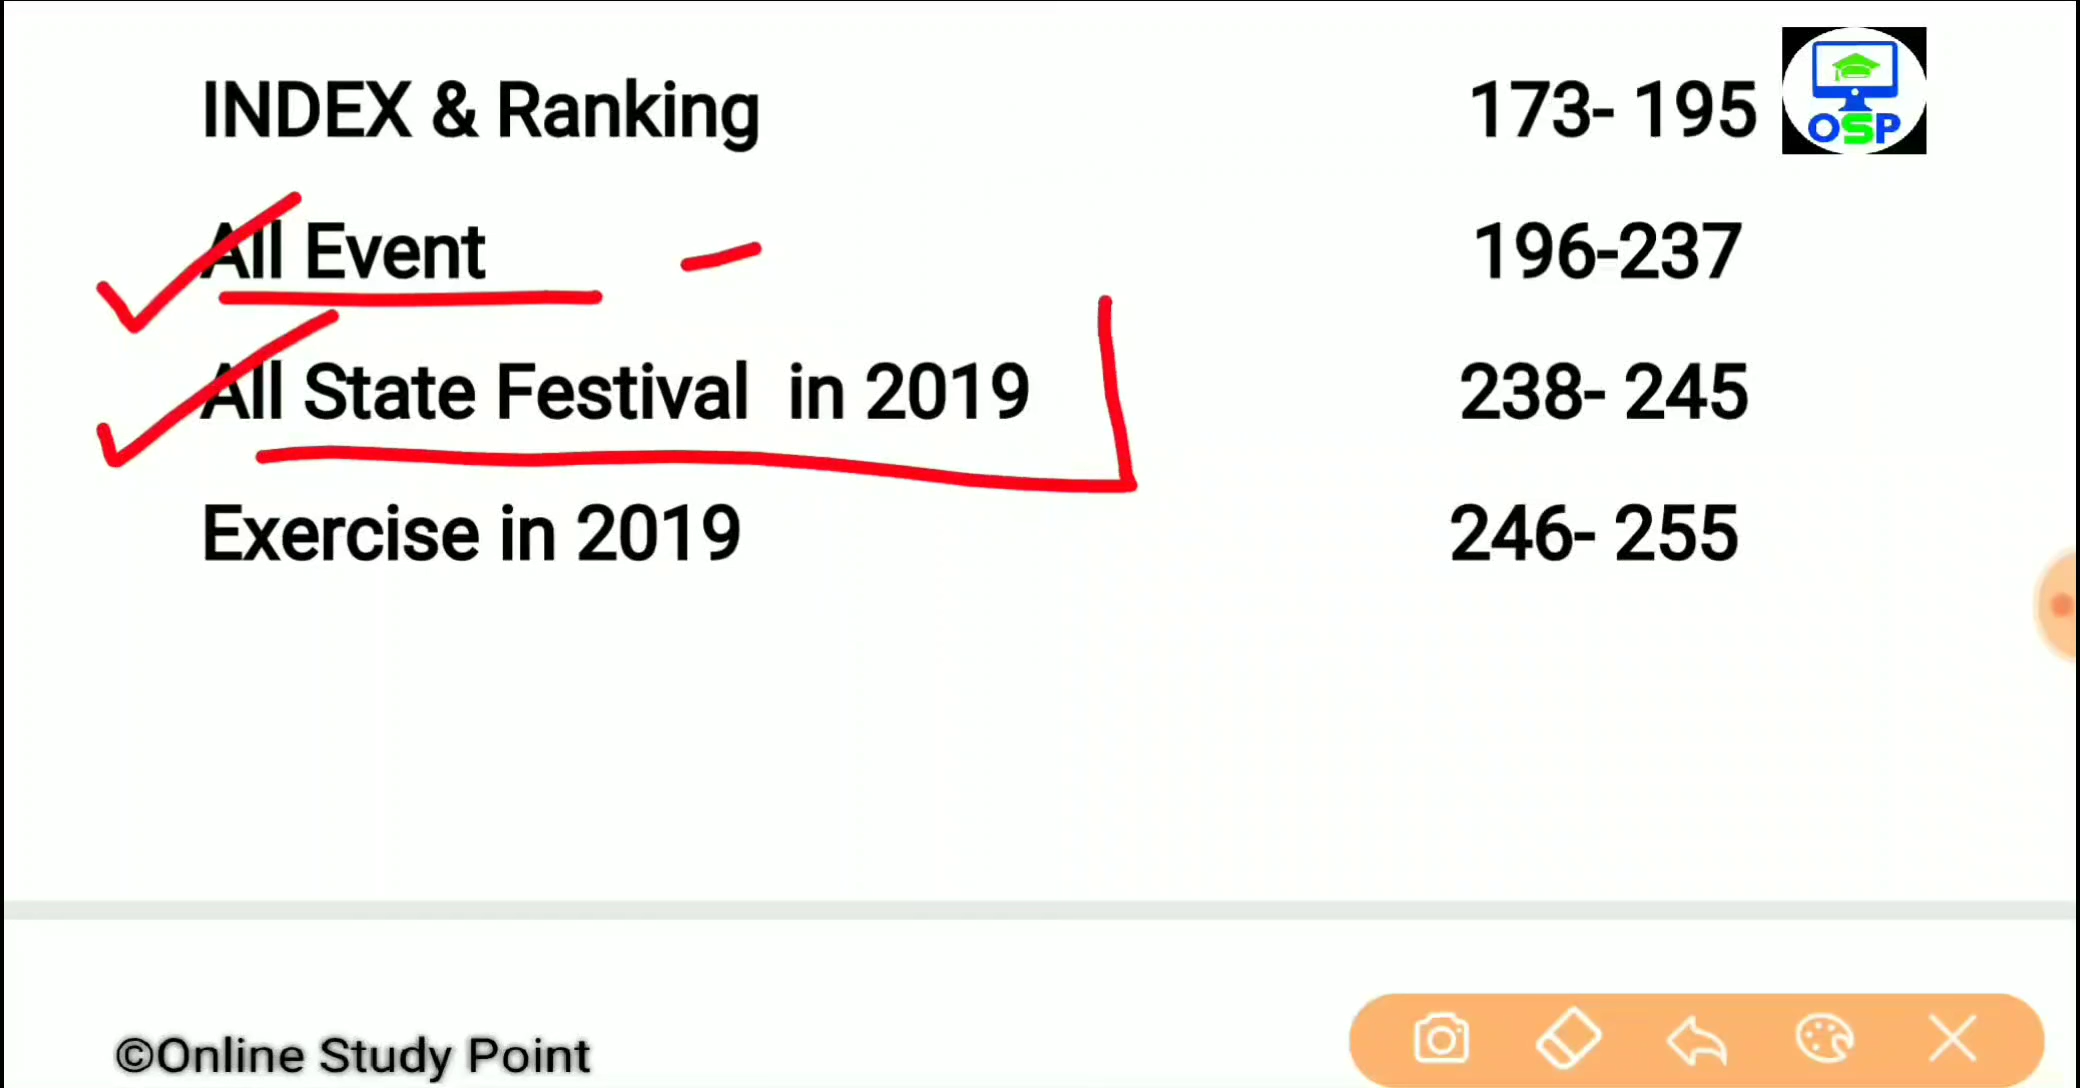 INDEX & Ranking 173- 195
OSP
All Event 196-237
All State Festival in 2019 238- 245
Exercise in 2019 246- 255
©Online Study Point